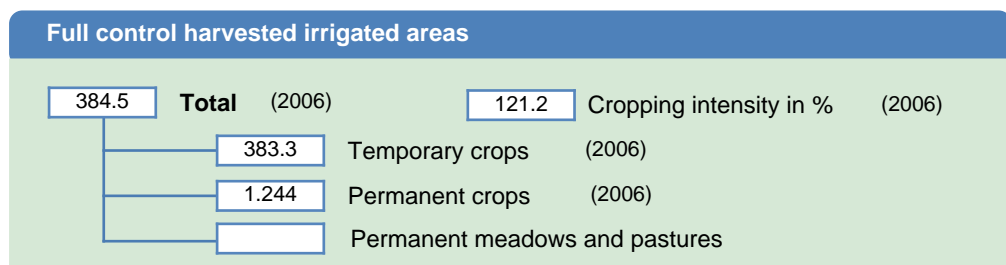 Full control harvested irrigated areas
384.5 Total (2006) 121.2 Cropping intensity in % (2006)
383.3 Temporary crops (2006)
1.244 Permanent crops (2006)
Permanent meadows and pastures